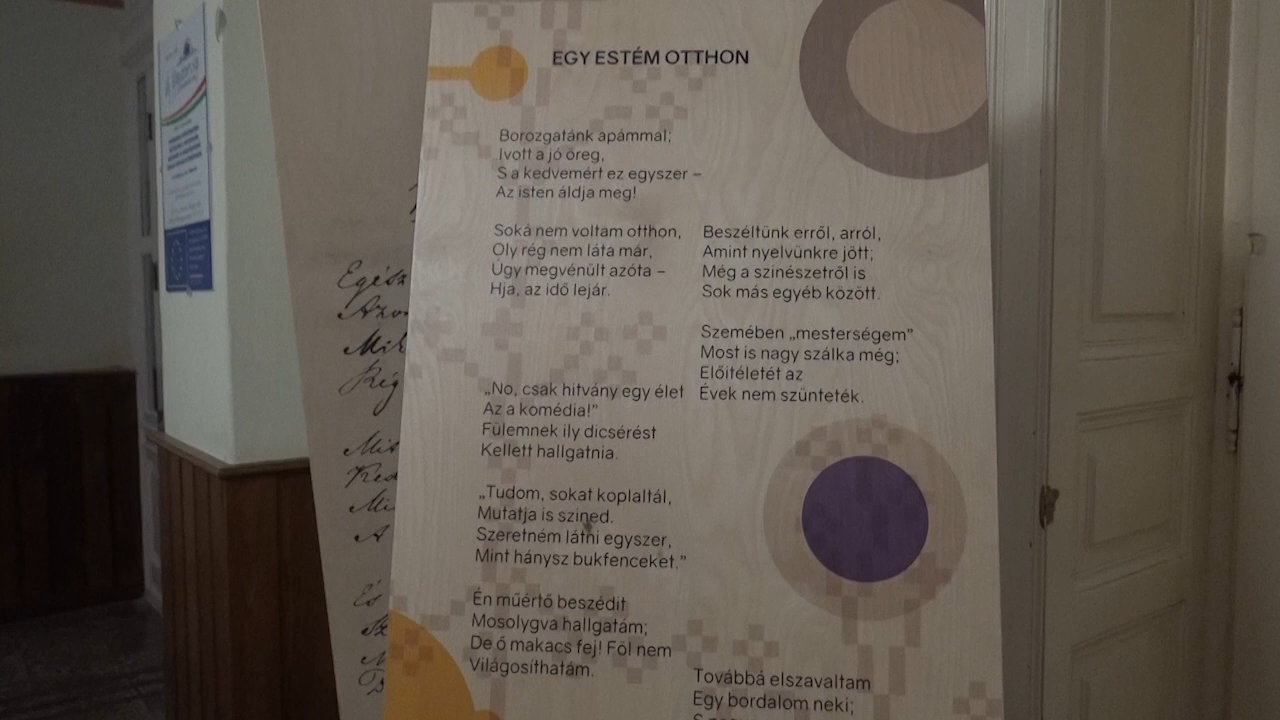 EGY ESTÉM OTTHON
Borozgatánk apámmal;
Ivott a jó öreg,
S a kedvemért ez egyszer –
Az isten áldja meg!
Soká nem voltam otthon,
Oly rég nem láta már,
Úgy megvénült azóta –
Hja, az idő lejár.
Beszéltünk erről, arról,
Amint nyelvünkre jött;
Még a szinészetről is
Sok más egyéb között.
Szemében „mesterségem”
Most is nagy szálka még;
Előitéletét az
Évek nem szünteték.
„No, csak hitvány egy élet
Az a komédia!”
Fülemnek ily dicsérést
Kellett hallgatnia.
„Tudom, sokat koplaltál,
Mutatja is szined.
Szeretném látni egyszer,
Mint hánysz bukfenceket.”
Én műértő beszédit
Mosolygva hallgatám;
De ő makacs fej! Föl nem
Világosíthatám.
Továbbá elszavaltam
Egy bordalom neki;
Egész
Mik
Rég
És
A